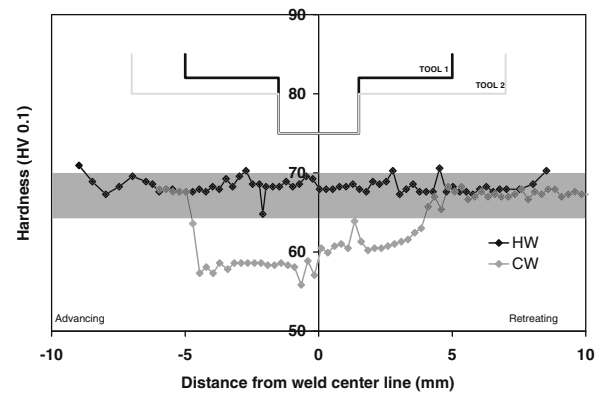 90
TOOL 1
TOOL 2
80
70
60
50
Hardness (HV 0.1)
HW
CW
Advancing
Retreating
-10
-5
0
5
10
Distance from weld center line (mm)